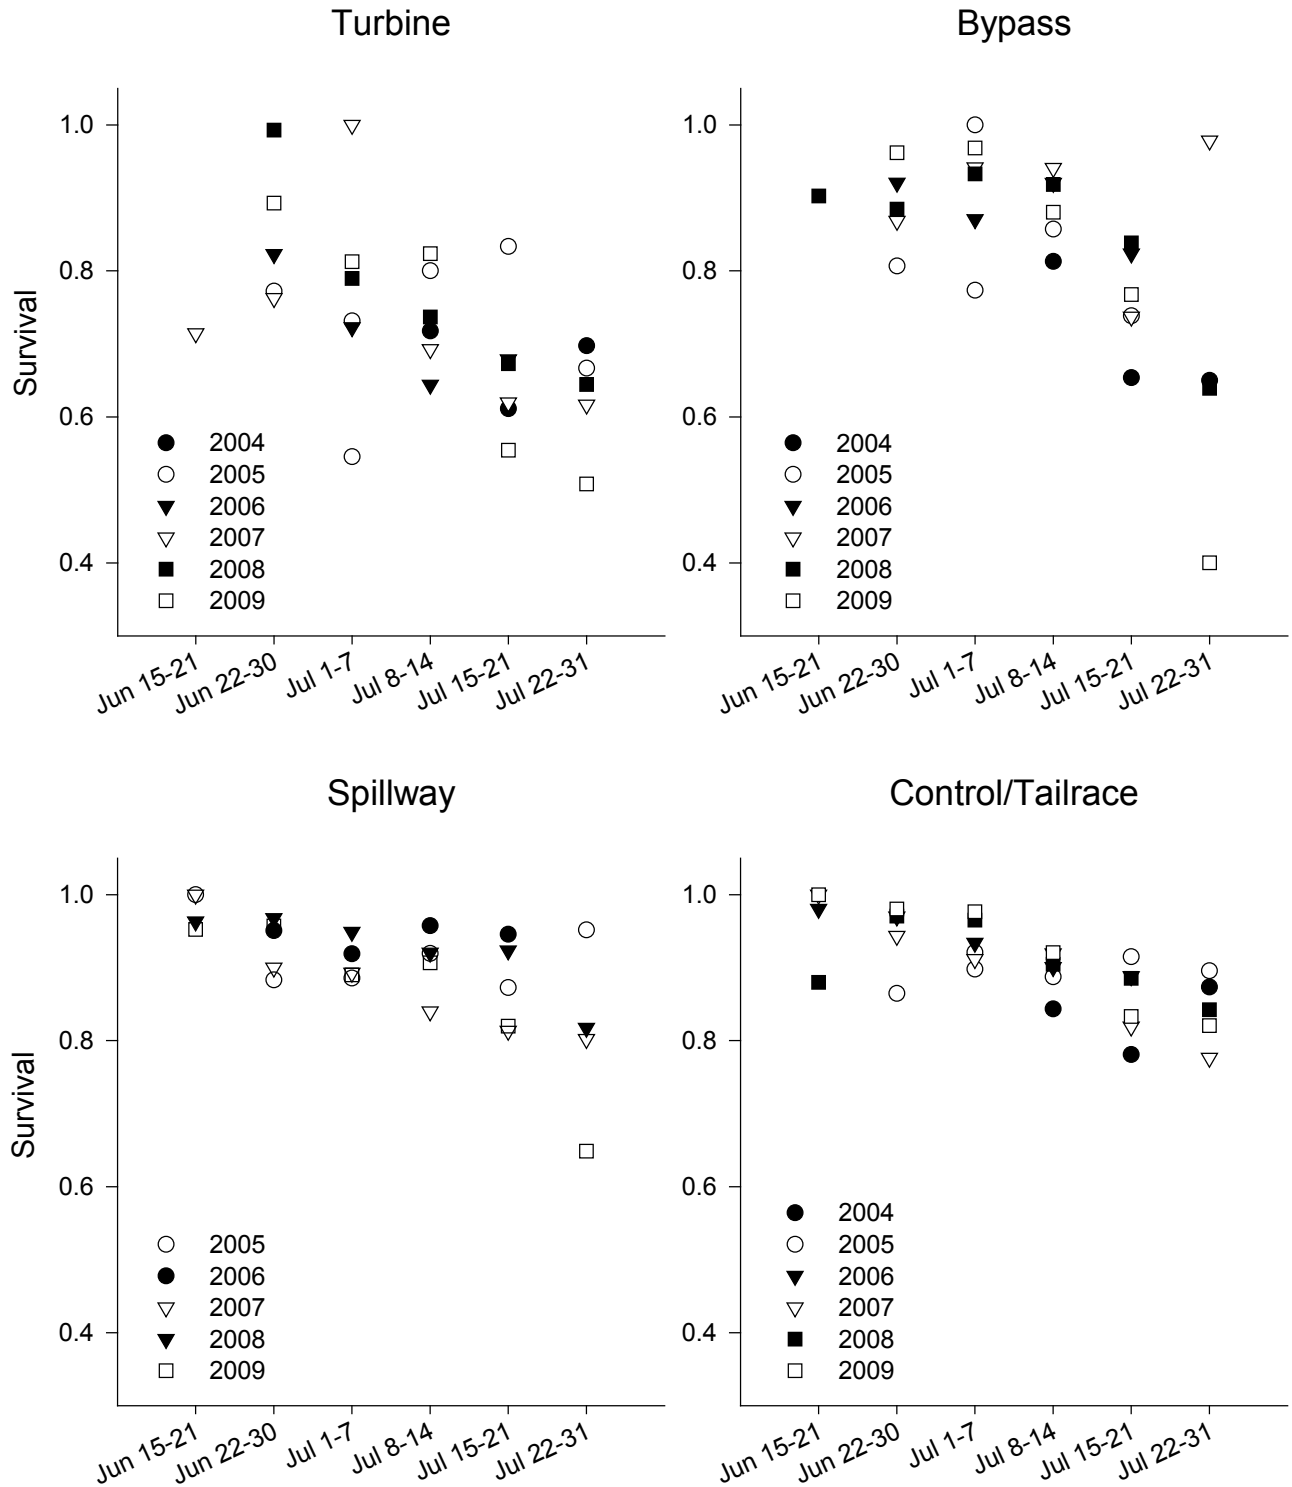 Turbine
Bypass
Survival
1.0
0.8
0.6
0.4
2004
2005
2006
2007
2008
2009
Jun 15-21
Jun 22-30
Jul 1-7
Jul 8-14
Jul 15-21
Jul 22-31
1.0
0.8
0.6
0.4
2004
2005
2006
2007
2008
2009
Jun 15-21
Jun 22-30
Jul 1-7
Jul 8-14
Jul 15-21
Jul 22-31
Spillway
Control/Tailrace
Survival
1.0
0.8
0.6
0.4
2005
2006
2007
2008
2009
Jun 15-21
Jun 22-30
Jul 1-7
Jul 8-14
Jul 15-21
Jul 22-31
1.0
0.8
0.6
0.4
2004
2005
2006
2007
2008
2009
Jun 15-21
Jun 22-30
Jul 1-7
Jul 8-14
Jul 15-21
Jul 22-31